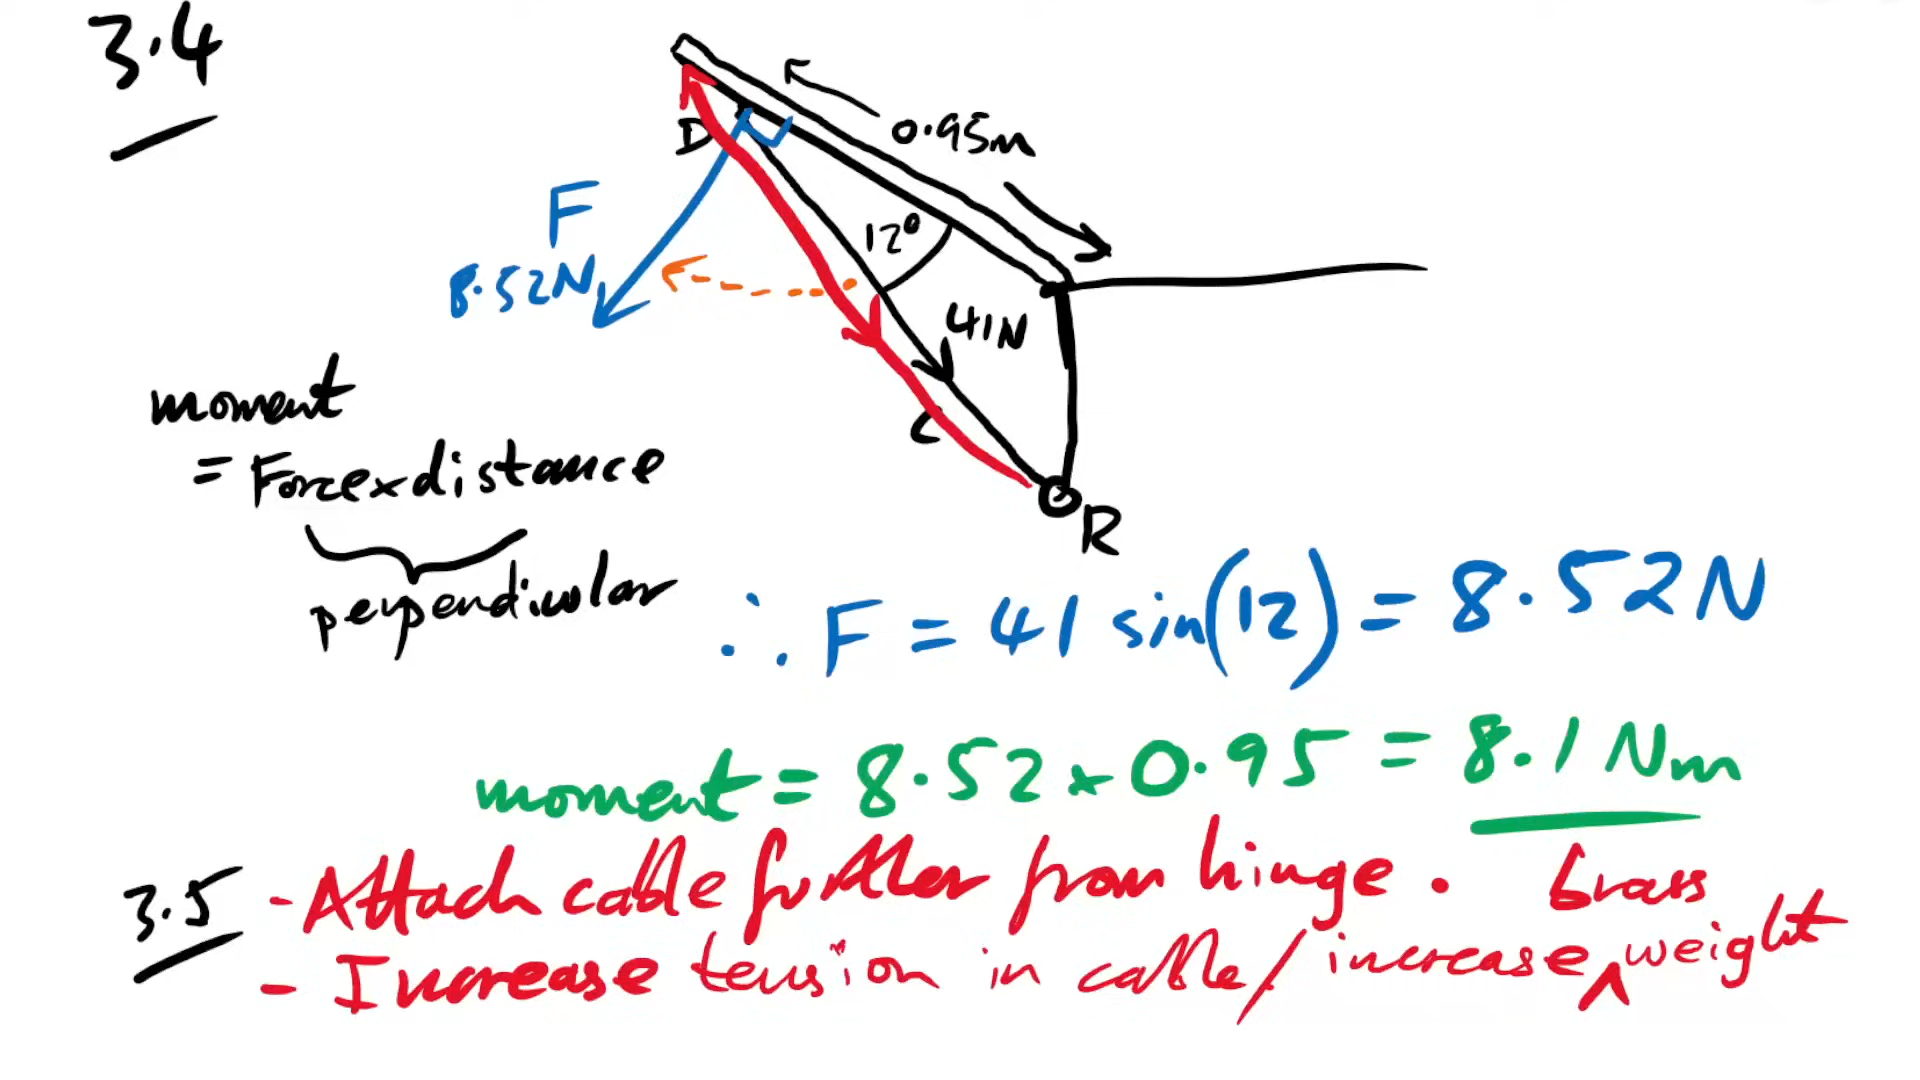 3.4
0.95m
D
F
12°
8.52N
41N
moment
C
= Force×distance
R
perpendicular
∴ F = 41 sin(12) = 8.52N
moment = 8.52 × 0.95 = 8.1 Nm
3.5 - Attach cable further from hinge. brass
- Increase tension in cable/increase ‸ weight